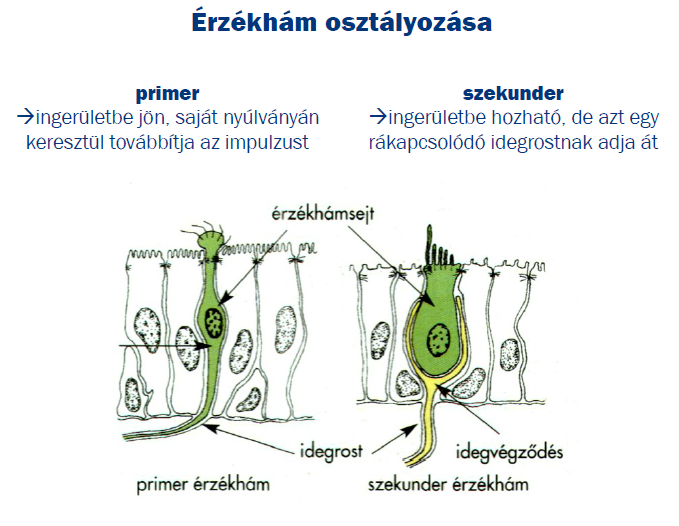 Érzékhám osztályozása
primer
→ingerületbe jön, saját nyúlványán
keresztül továbbítja az impulzust
szekunder
→ingerületbe hozható, de azt egy
rákapcsolódó idegrostnak adja át
érzékhámsejt
idegrost
idegvégződés
primer érzékhám
szekunder érzékhám